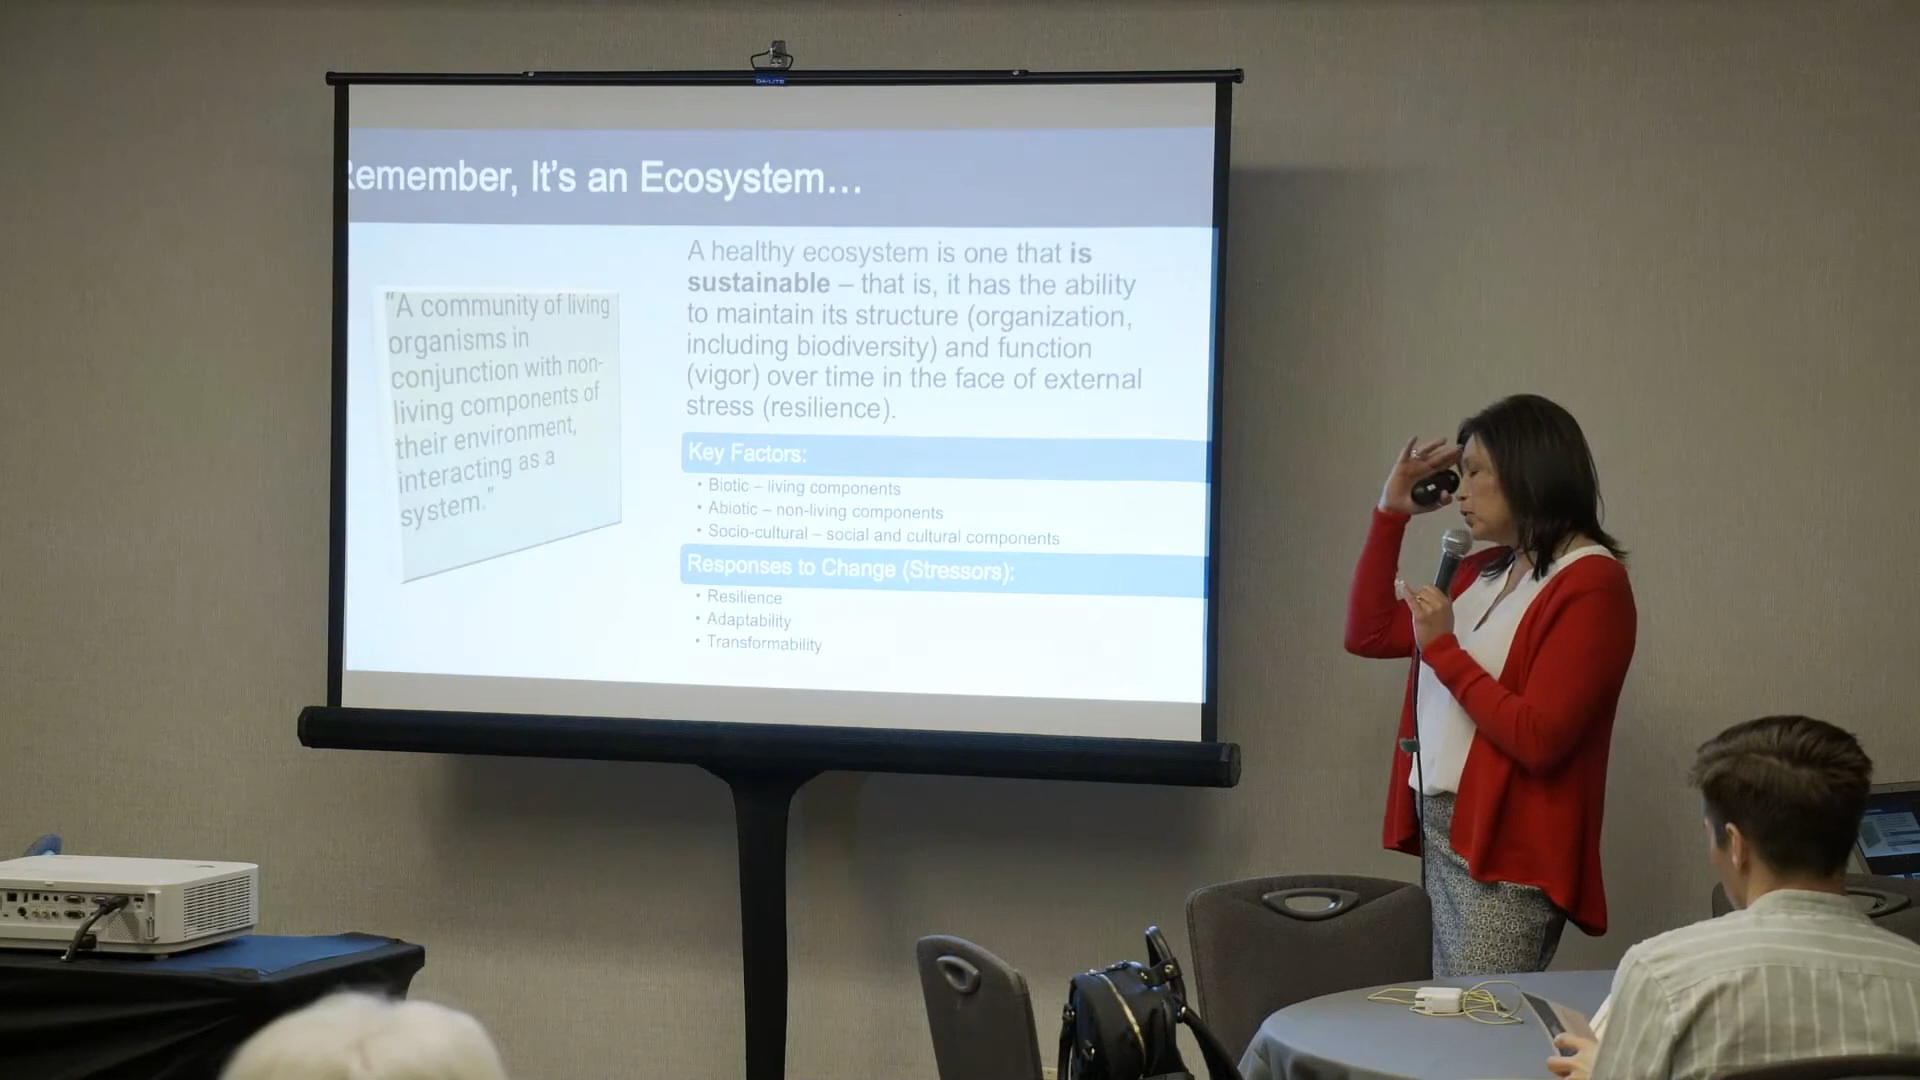 DA-LITE
Remember, It's an Ecosystem...
"A community of living
organisms in
conjunction with non-
living components of
their environment,
interacting as a
system."
A healthy ecosystem is one that is
sustainable – that is, it has the ability
to maintain its structure (organization,
including biodiversity) and function
(vigor) over time in the face of external
stress (resilience).
Key Factors:
• Biotic – living components
• Abiotic – non-living components
• Socio-cultural – social and cultural components
Responses to Change (Stressors):
• Resilience
• Adaptability
• Transformability